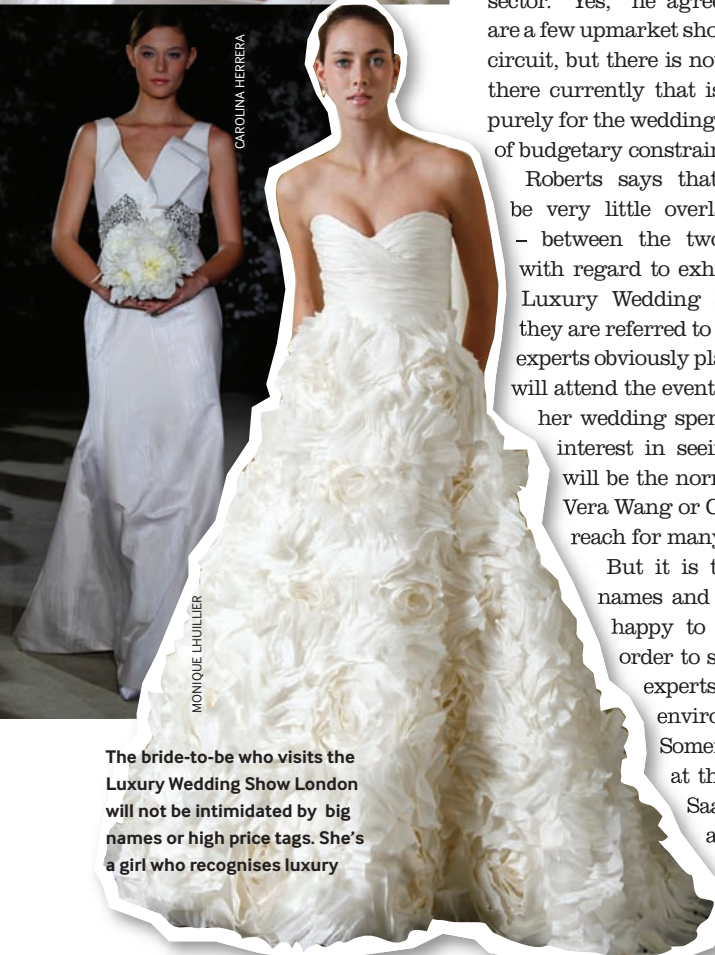 CAROLINA HERRERA
MONIQUE LHUILLIER
The bride-to-be who visits the
Luxury Wedding Show London
will not be intimidated by big
names or high price tags. She's
a girl who recognises luxury
sector. "Yes," he agre
are a few upmarket sho
circuit, but there is no
there currently that is
purely for the wedding
of budgetary constrain
Roberts says that
be very little overl
– between the tw
with regard to exh
Luxury Wedding
they are referred to
experts obviously pl
will attend the event
her wedding spen
interest in seei
will be the nor
Vera Wang or C
reach for many
But it is t
names and
happy to
order to s
experts
enviro
Some
at th
Saa
a